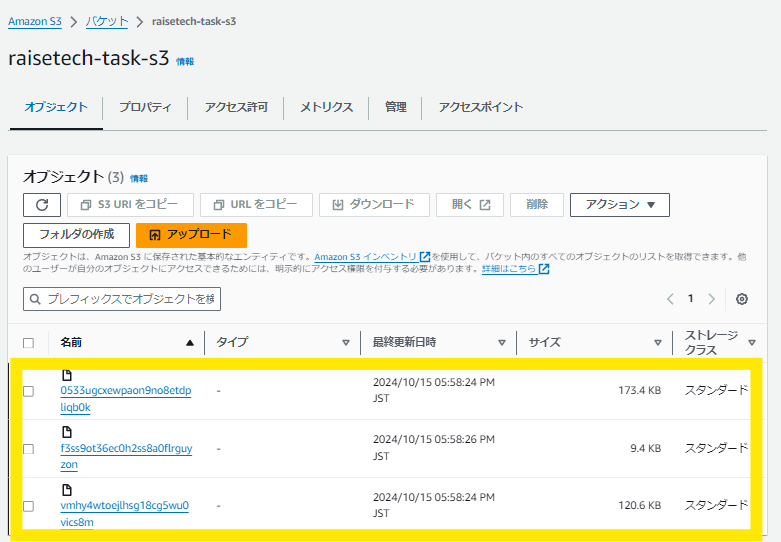 Amazon S3 > バケット > raisetech-task-s3
raisetech-task-s3 情報
オブジェクト プロパティ アクセス許可 メトリクス 管理 アクセスポイント
オブジェクト (3) 情報
S3 URI をコピー URL をコピー ダウンロード 開く 削除 アクション
フォルダの作成 アップロード
オブジェクトは、Amazon S3 に保存された基本的なエンティティです。Amazon S3 インベントリ を使用して、バケット内のすべてのオブジェクトのリストを取得できます。他
のユーザーが自分のオブジェクトにアクセスできるためには、明示的にアクセス権限を付与する必要があります。詳細はこちら
プレフィックスでオブジェクトを検 1
名前 タイプ 最終更新日時 サイズ ストレージ
クラス
0533ugcxewpaon9no8etdp - 2024/10/15 05:58:24 PM 173.4 KB スタンダード
liqb0k JST
f3ss9ot36ec0h2ss8a0flrguy - 2024/10/15 05:58:26 PM 9.4 KB スタンダード
zon JST
vmhy4wtoejlhsg18cg5wu0 - 2024/10/15 05:58:24 PM 120.6 KB スタンダード
vics8m JST